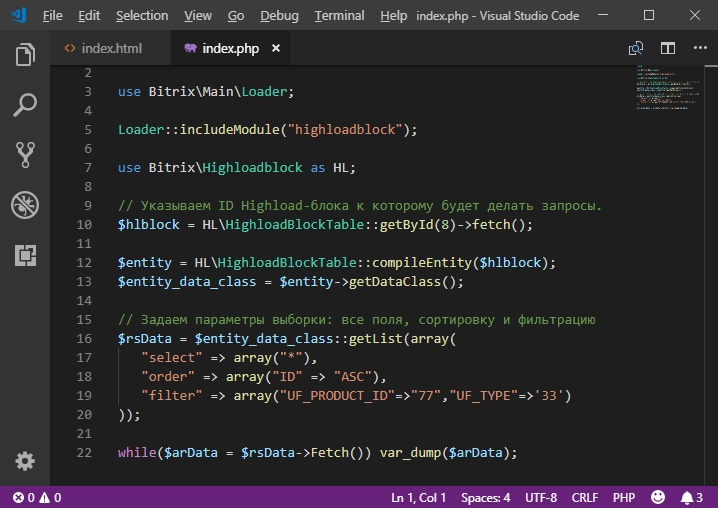 File Edit Selection View Go Debug Terminal Help index.php - Visual Studio Code
index.html index.php
2
3 use Bitrix\Main\Loader;
4
5 Loader::includeModule("highloadblock");
6
7 use Bitrix\Highloadblock as HL;
8
9 // Указываем ID Highload-блока к которому будет делать запросы.
10 $hlblock = HL\HighloadBlockTable::getById(8)->fetch();
11
12 $entity = HL\HighloadBlockTable::compileEntity($hlblock);
13 $entity_data_class = $entity->getDataClass();
14
15 // Задаем параметры выборки: все поля, сортировку и фильтрацию
16 $rsData = $entity_data_class::getList(array(
17 "select" => array("*"),
18 "order" => array("ID" => "ASC"),
19 "filter" => array("UF_PRODUCT_ID"=>"77","UF_TYPE"=>'33')
20 ));
21
22 while($arData = $rsData->Fetch()) var_dump($arData);
0 0 Ln 1, Col 1 Spaces: 4 UTF-8 CRLF PHP 3